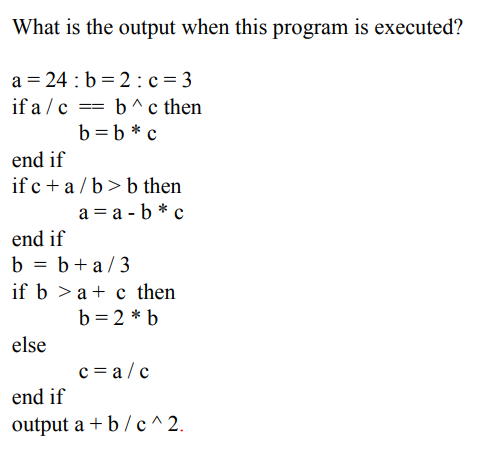 What is the output when this program is executed?
a = 24 : b = 2 : c = 3
if a / c == b ^ c then
b = b * c
end if
if c + a / b > b then
a = a - b * c
end if
b = b + a / 3
if b > a + c then
b = 2 * b
else
c = a / c
end if
output a + b / c ^ 2.